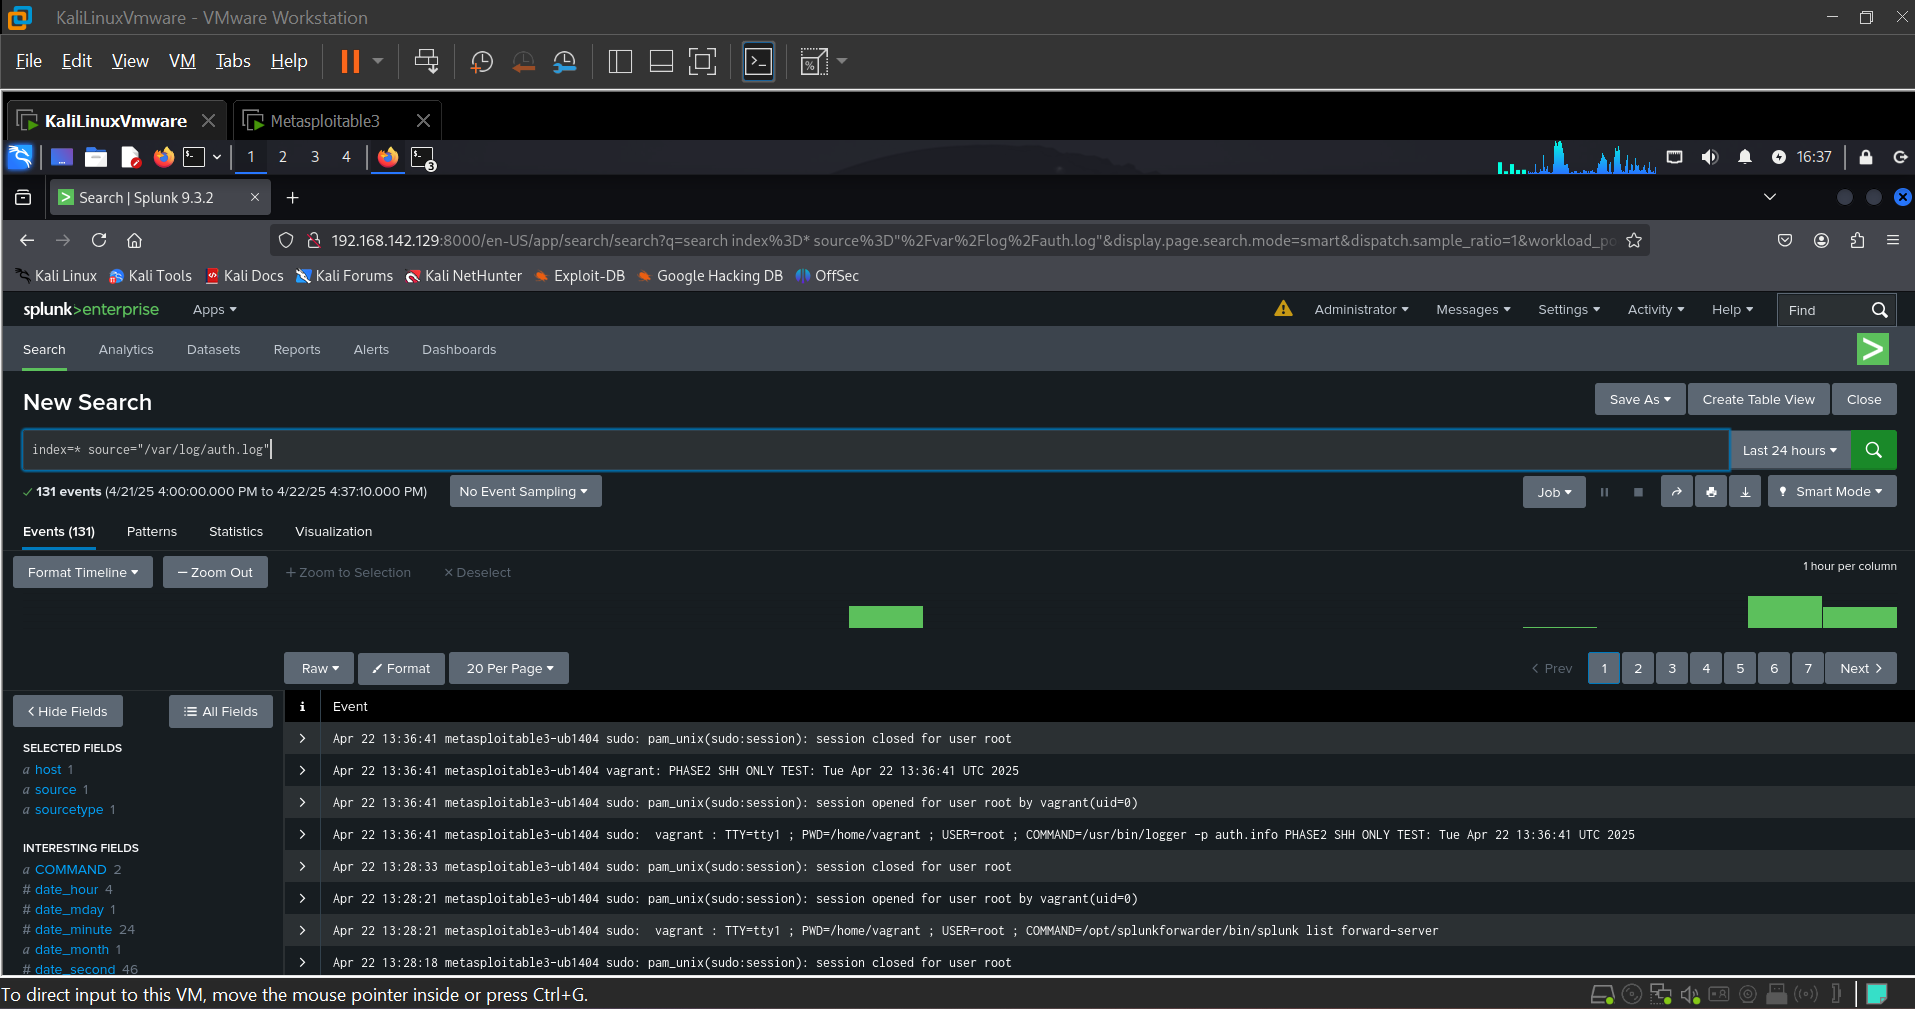 KaliLinuxVmware - VMware Workstation
File Edit View VM Tabs Help
KaliLinuxVmware Metasploitable3
1 2 3 4 3 16:37
Search | Splunk 9.3.2
192.168.142.129:8000/en-US/app/search/search?q=search index%3D* source%3D"%2Fvar%2Flog%2Fauth.log"&display.page.search.mode=smart&dispatch.sample_ratio=1&workload_po
Kali Linux Kali Tools Kali Docs Kali Forums Kali NetHunter Exploit-DB Google Hacking DB OffSec
splunk>enterprise Apps Administrator Messages Settings Activity Help Find
Search Analytics Datasets Reports Alerts Dashboards
New Search Save As Create Table View Close
index=* source="/var/log/auth.log" Last 24 hours
131 events (4/21/25 4:00:00.000 PM to 4/22/25 4:37:10.000 PM) No Event Sampling Job Smart Mode
Events (131) Patterns Statistics Visualization
Format Timeline – Zoom Out + Zoom to Selection × Deselect 1 hour per column
Raw Format 20 Per Page < Prev 1 2 3 4 5 6 7 Next >
< Hide Fields All Fields i Event
SELECTED FIELDS
a host 1
a source 1
a sourcetype 1
INTERESTING FIELDS
a COMMAND 2
# date_hour 4
# date_mday 1
# date_minute 24
a date_month 1
# date_second 46
> Apr 22 13:36:41 metasploitable3-ub1404 sudo: pam_unix(sudo:session): session closed for user root
> Apr 22 13:36:41 metasploitable3-ub1404 vagrant: PHASE2 SHH ONLY TEST: Tue Apr 22 13:36:41 UTC 2025
> Apr 22 13:36:41 metasploitable3-ub1404 sudo: pam_unix(sudo:session): session opened for user root by vagrant(uid=0)
> Apr 22 13:36:41 metasploitable3-ub1404 sudo: vagrant : TTY=tty1 ; PWD=/home/vagrant ; USER=root ; COMMAND=/usr/bin/logger -p auth.info PHASE2 SHH ONLY TEST: Tue Apr 22 13:36:41 UTC 2025
> Apr 22 13:28:33 metasploitable3-ub1404 sudo: pam_unix(sudo:session): session closed for user root
> Apr 22 13:28:21 metasploitable3-ub1404 sudo: pam_unix(sudo:session): session opened for user root by vagrant(uid=0)
> Apr 22 13:28:21 metasploitable3-ub1404 sudo: vagrant : TTY=tty1 ; PWD=/home/vagrant ; USER=root ; COMMAND=/opt/splunkforwarder/bin/splunk list forward-server
> Apr 22 13:28:18 metasploitable3-ub1404 sudo: pam_unix(sudo:session): session closed for user root
To direct input to this VM, move the mouse pointer inside or press Ctrl+G.